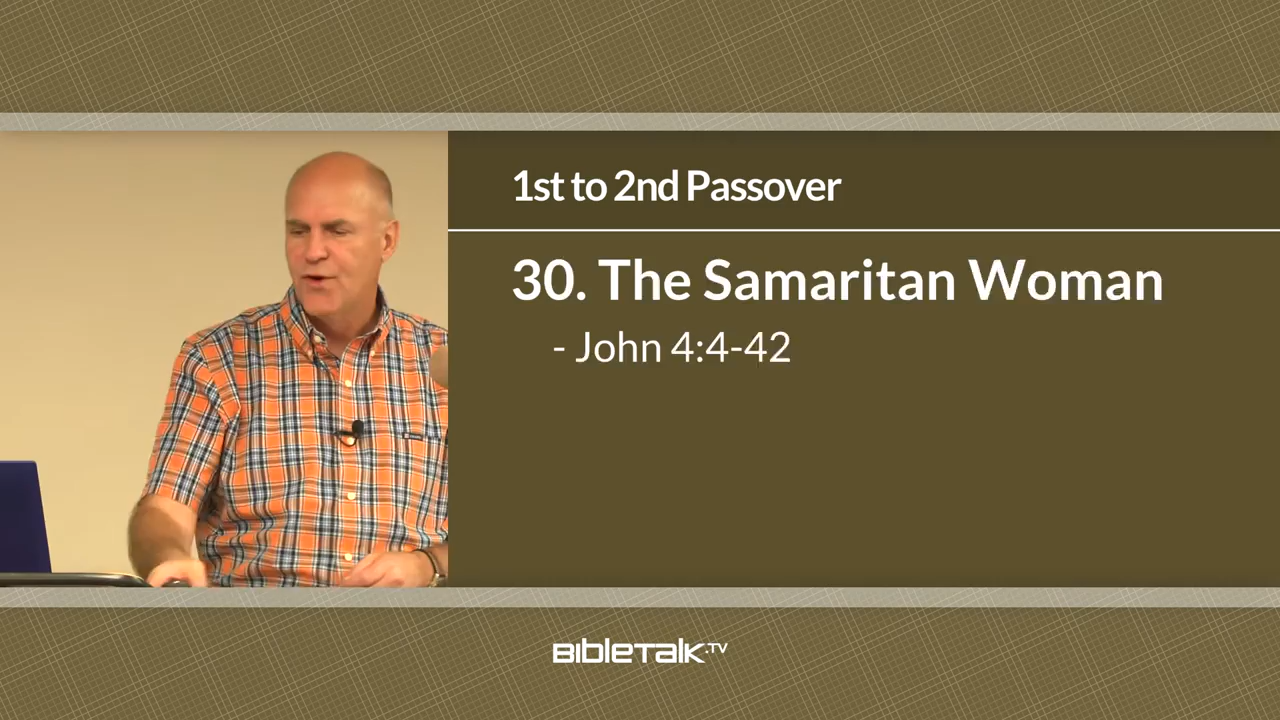 1st to 2nd Passover
30. The Samaritan Woman
- John 4:4-42
BIBLETALK.TV